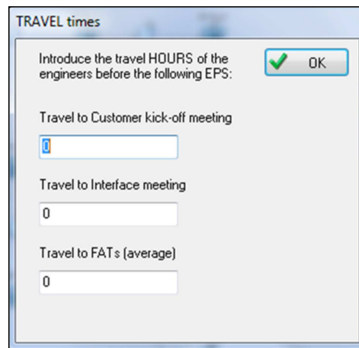 TRAVEL times
Introduce the travel HOURS of the
engineers before the following EPS:
OK
Travel to Customer kick-off meeting
0
Travel to Interface meeting
0
Travel to FATs (average)
0